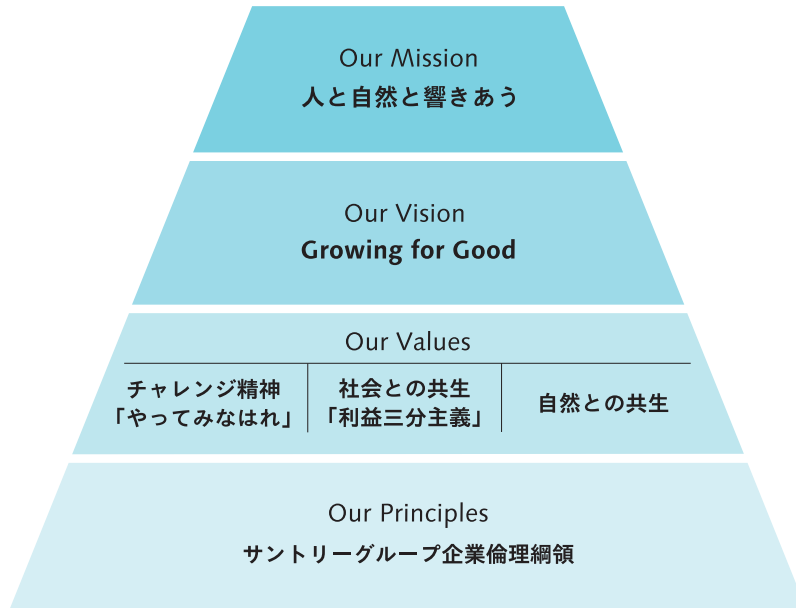 Our Mission
人と自然と響きあう
Our Vision
Growing for Good
Our Values
チャレンジ精神
「やってみなはれ」
社会との共生
「利益三分主義」
自然との共生
Our Principles
サントリーグループ企業倫理綱領